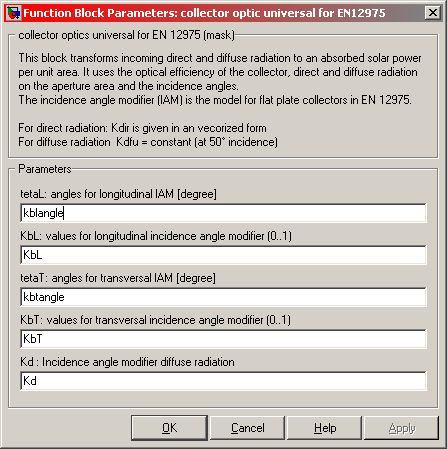 Function Block Parameters: collector optic universal for EN12975
collector optics universal for EN 12975 (mask)
This block transforms incoming direct and diffuse radiation to an absorbed solar power
per unit area. It uses the optical efficiency of the collector, direct and diffuse radiation
on the aperture area and the incidence angles.
The incidence angle modifier (IAM) is the model for flat plate collectors in EN 12975.
For direct radiation: Kdir is given in an vecorized form
For diffuse radiation Kdfu = constant (at 50° incidence)
Parameters
tetaL: angles for longitudinal IAM [degree]
kblangle
KbL: values for longitudinal incidence angle modifier (0..1)
KbL
tetaT: angles for transversal IAM [degree]
kbtangle
KbT: values for transversal incidence angle modifier (0..1)
KbT
Kd : Incidence angle modifier diffuse radiation
Kd
OK
Cancel
Help
Apply